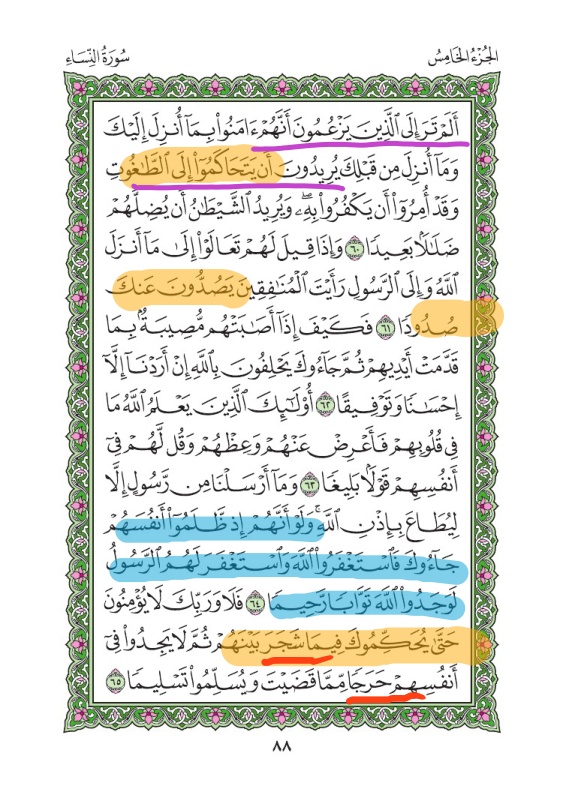 الجُزْءُ الخَامِسُ سُورَةُ النِّسَاءِ
أَلَمْ تَرَ إِلَى ٱلَّذِينَ يَزْعُمُونَ أَنَّهُمْ ءَامَنُوا۟ بِمَآ أُنزِلَ إِلَيْكَ
وَمَآ أُنزِلَ مِن قَبْلِكَ يُرِيدُونَ أَن يَتَحَاكَمُوٓا۟ إِلَى ٱلطَّـٰغُوتِ
وَقَدْ أُمِرُوٓا۟ أَن يَكْفُرُوا۟ بِهِۦۖ وَيُرِيدُ ٱلشَّيْطَـٰنُ أَن يُضِلَّهُمْ
ضَلَـٰلًۢا بَعِيدًا ٦٠ وَإِذَا قِيلَ لَهُمْ تَعَالَوْا۟ إِلَىٰ مَآ أَنزَلَ
ٱللَّهُ وَإِلَى ٱلرَّسُولِ رَأَيْتَ ٱلْمُنَـٰفِقِينَ يَصُدُّونَ عَنكَ
صُدُودًا ٦١ فَكَيْفَ إِذَآ أَصَـٰبَتْهُم مُّصِيبَةٌۢ بِمَا
قَدَّمَتْ أَيْدِيهِمْ ثُمَّ جَآءُوكَ يَحْلِفُونَ بِٱللَّهِ إِنْ أَرَدْنَآ إِلَّآ
إِحْسَـٰنًا وَتَوْفِيقًا ٦٢ أُو۟لَـٰٓئِكَ ٱلَّذِينَ يَعْلَمُ ٱللَّهُ مَا
فِى قُلُوبِهِمْ فَأَعْرِضْ عَنْهُمْ وَعِظْهُمْ وَقُل لَّهُمْ فِىٓ
أَنفُسِهِمْ قَوْلًۢا بَلِيغًا ٦٣ وَمَآ أَرْسَلْنَا مِن رَّسُولٍ إِلَّا
لِيُطَاعَ بِإِذْنِ ٱللَّهِۚ وَلَوْ أَنَّهُمْ إِذ ظَّلَمُوٓا۟ أَنفُسَهُمْ
جَآءُوكَ فَٱسْتَغْفَرُوا۟ ٱللَّهَ وَٱسْتَغْفَرَ لَهُمُ ٱلرَّسُولُ
لَوَجَدُوا۟ ٱللَّهَ تَوَّابًا رَّحِيمًا ٦٤ فَلَا وَرَبِّكَ لَا يُؤْمِنُونَ
حَتَّىٰ يُحَكِّمُوكَ فِيمَا شَجَرَ بَيْنَهُمْ ثُمَّ لَا يَجِدُوا۟ فِىٓ
أَنفُسِهِمْ حَرَجًا مِّمَّا قَضَيْتَ وَيُسَلِّمُوا۟ تَسْلِيمًا ٦٥
٨٨